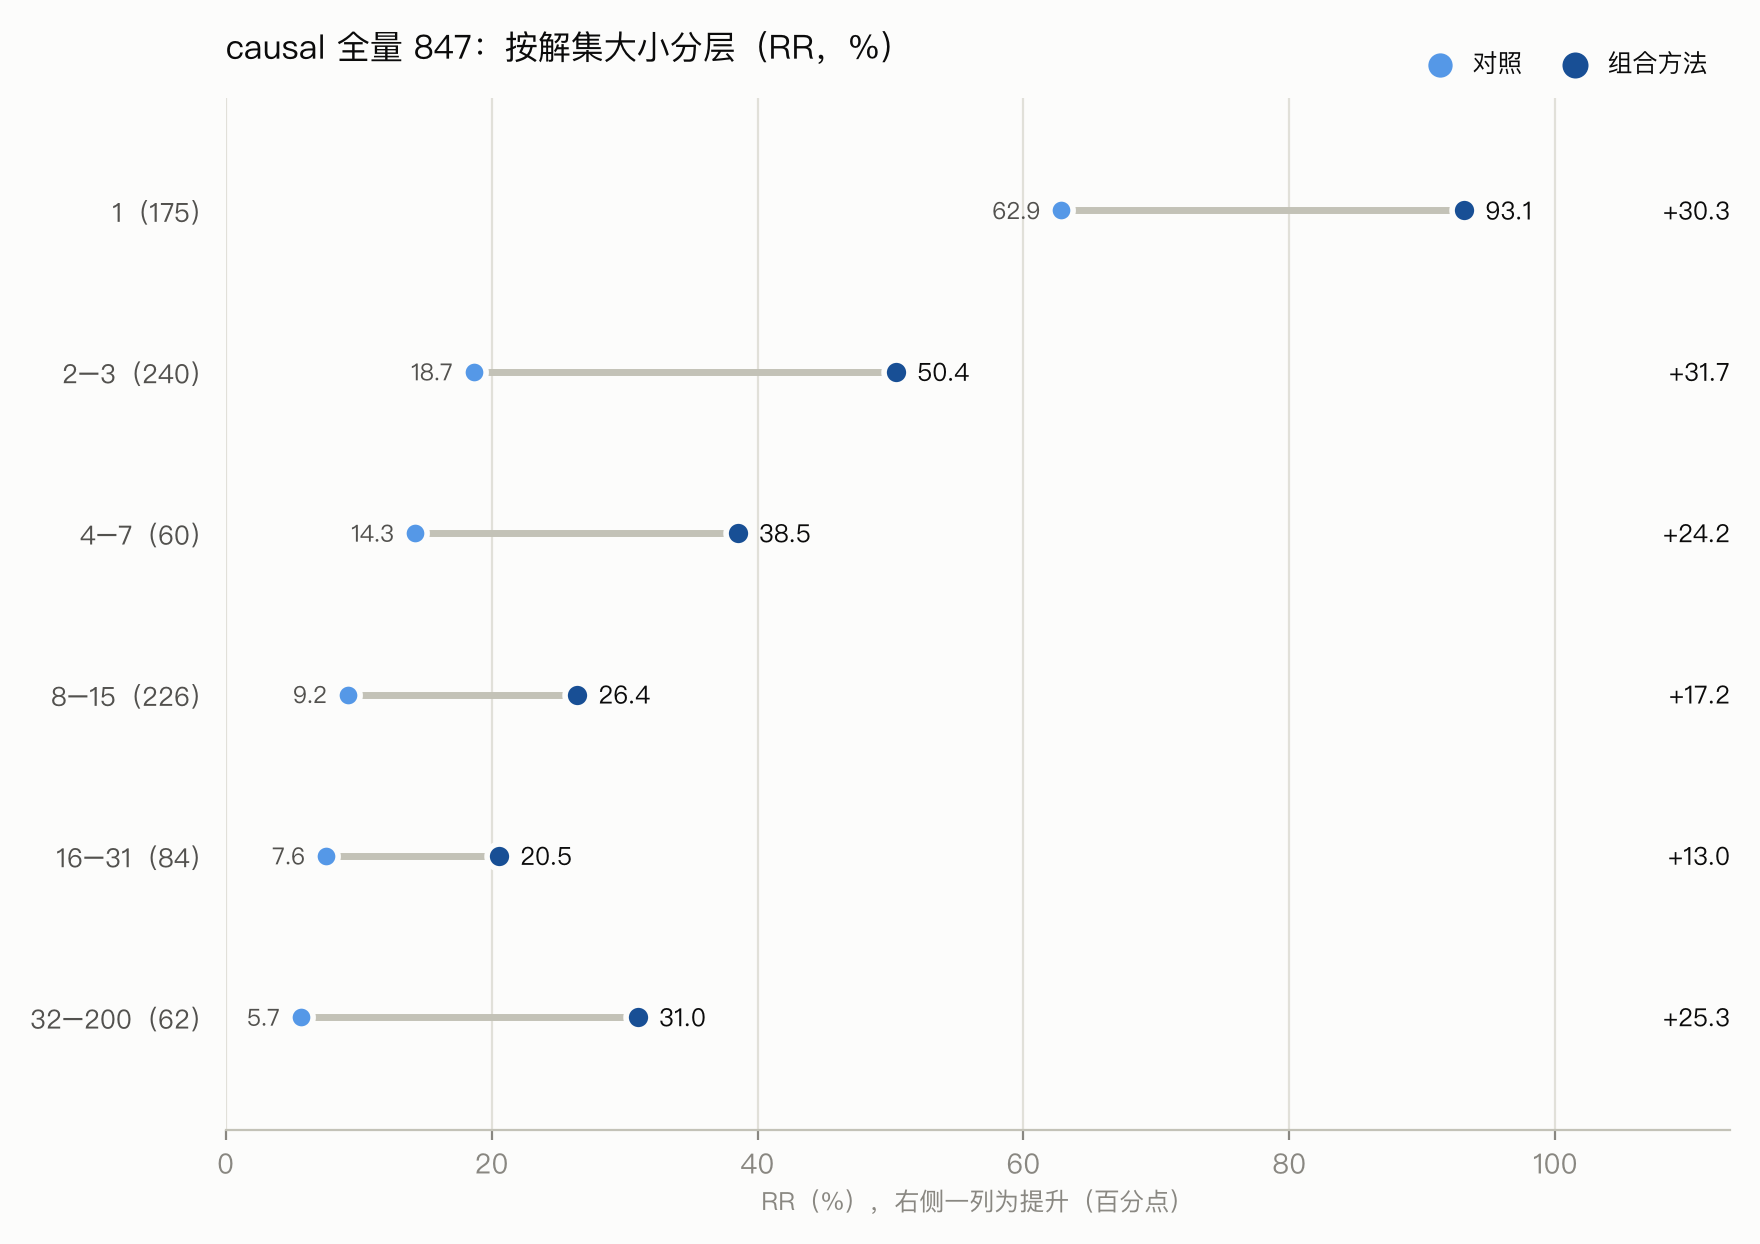 causal 全量 847：按解集大小分层（RR，%）
对照 组合方法
1（175） 62.9 93.1 +30.3
2–3（240） 18.7 50.4 +31.7
4–7（60） 14.3 38.5 +24.2
8–15（226） 9.2 26.4 +17.2
16–31（84） 7.6 20.5 +13.0
32–200（62） 5.7 31.0 +25.3
0 20 40 60 80 100
RR（%），右侧一列为提升（百分点）